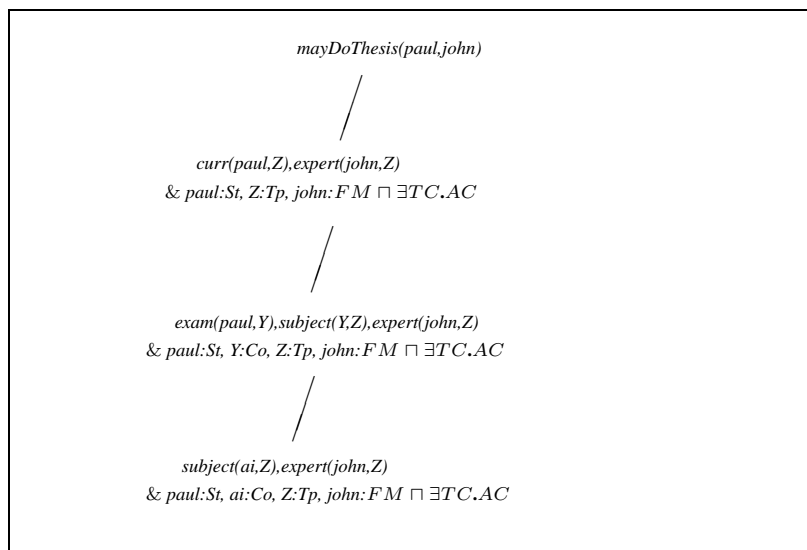 mayDoThesis(paul,john)
curr(paul,Z),expert(john,Z)
& paul:St, Z:Tp, john:FM ⊓ ∃TC.AC
exam(paul,Y),subject(Y,Z),expert(john,Z)
& paul:St, Y:Co, Z:Tp, john:FM ⊓ ∃TC.AC
subject(ai,Z),expert(john,Z)
& paul:St, ai:Co, Z:Tp, john:FM ⊓ ∃TC.AC